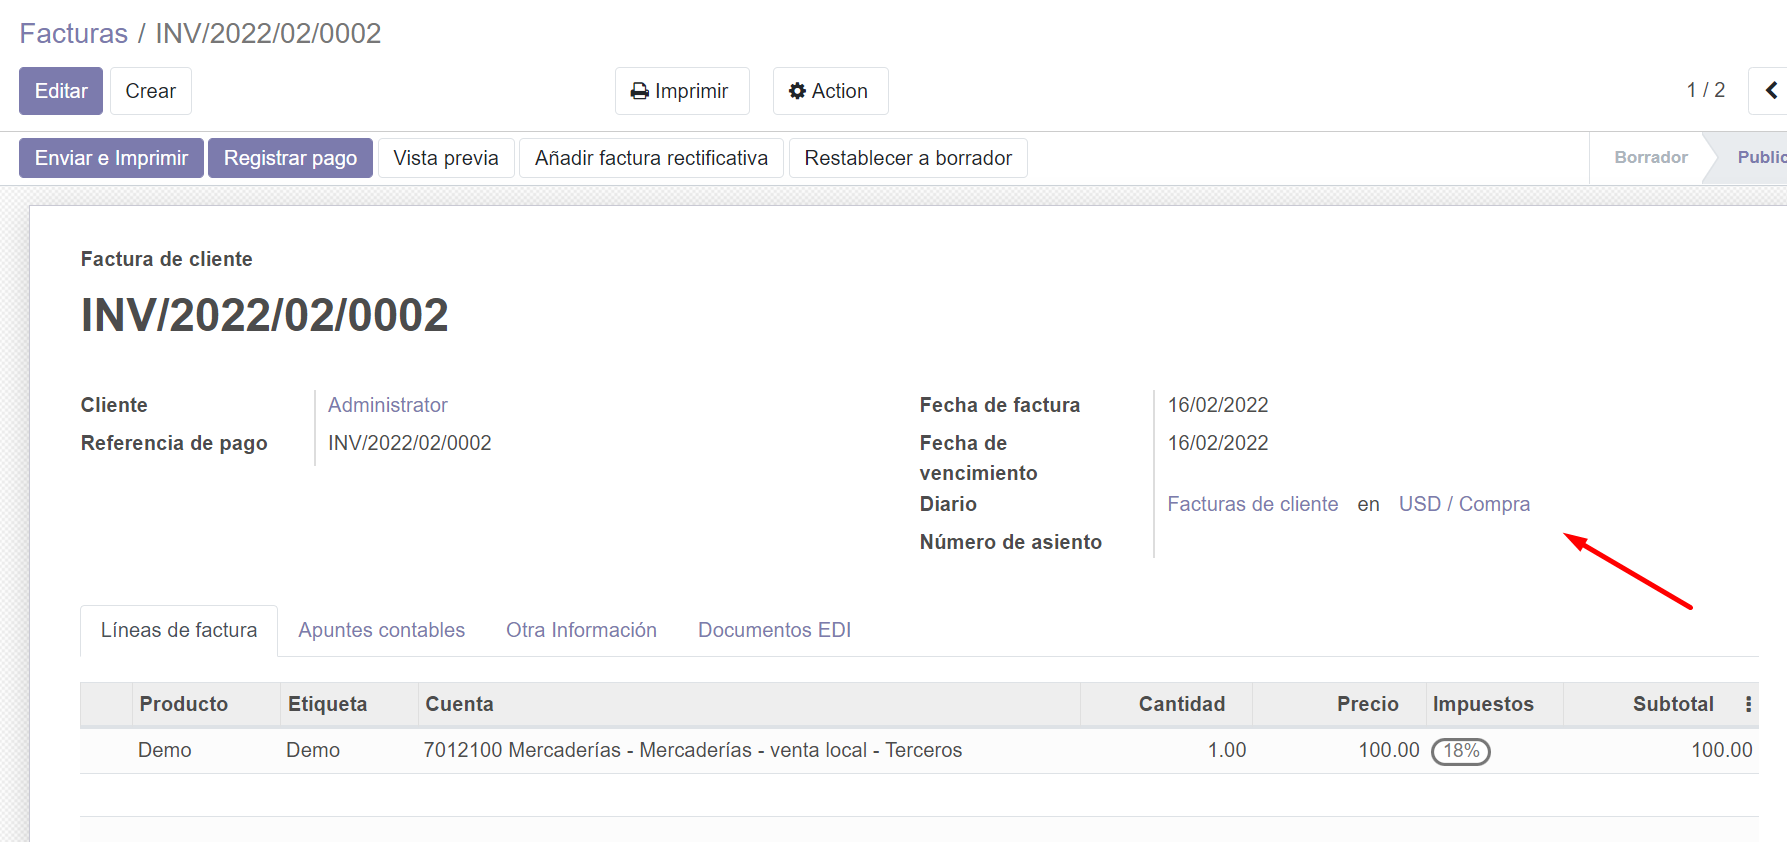 Facturas / INV/2022/02/0002
Editar Crear Imprimir Action 1 / 2
Enviar e Imprimir Registrar pago Vista previa Añadir factura rectificativa Restablecer a borrador Borrador Public
Factura de cliente
INV/2022/02/0002
Cliente Administrator
Referencia de pago INV/2022/02/0002
Fecha de factura 16/02/2022
Fecha de 16/02/2022
vencimiento
Diario Facturas de cliente en USD / Compra
Número de asiento
Líneas de factura Apuntes contables Otra Información Documentos EDI
Producto Etiqueta Cuenta Cantidad Precio Impuestos Subtotal
Demo Demo 7012100 Mercaderías - Mercaderías - venta local - Terceros 1.00 100.00 18% 100.00